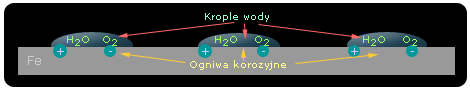 Krople wody
H₂O O₂ H₂O O₂ H₂O O₂
+ - + - + -
Fe
Ogniwa korozyjne